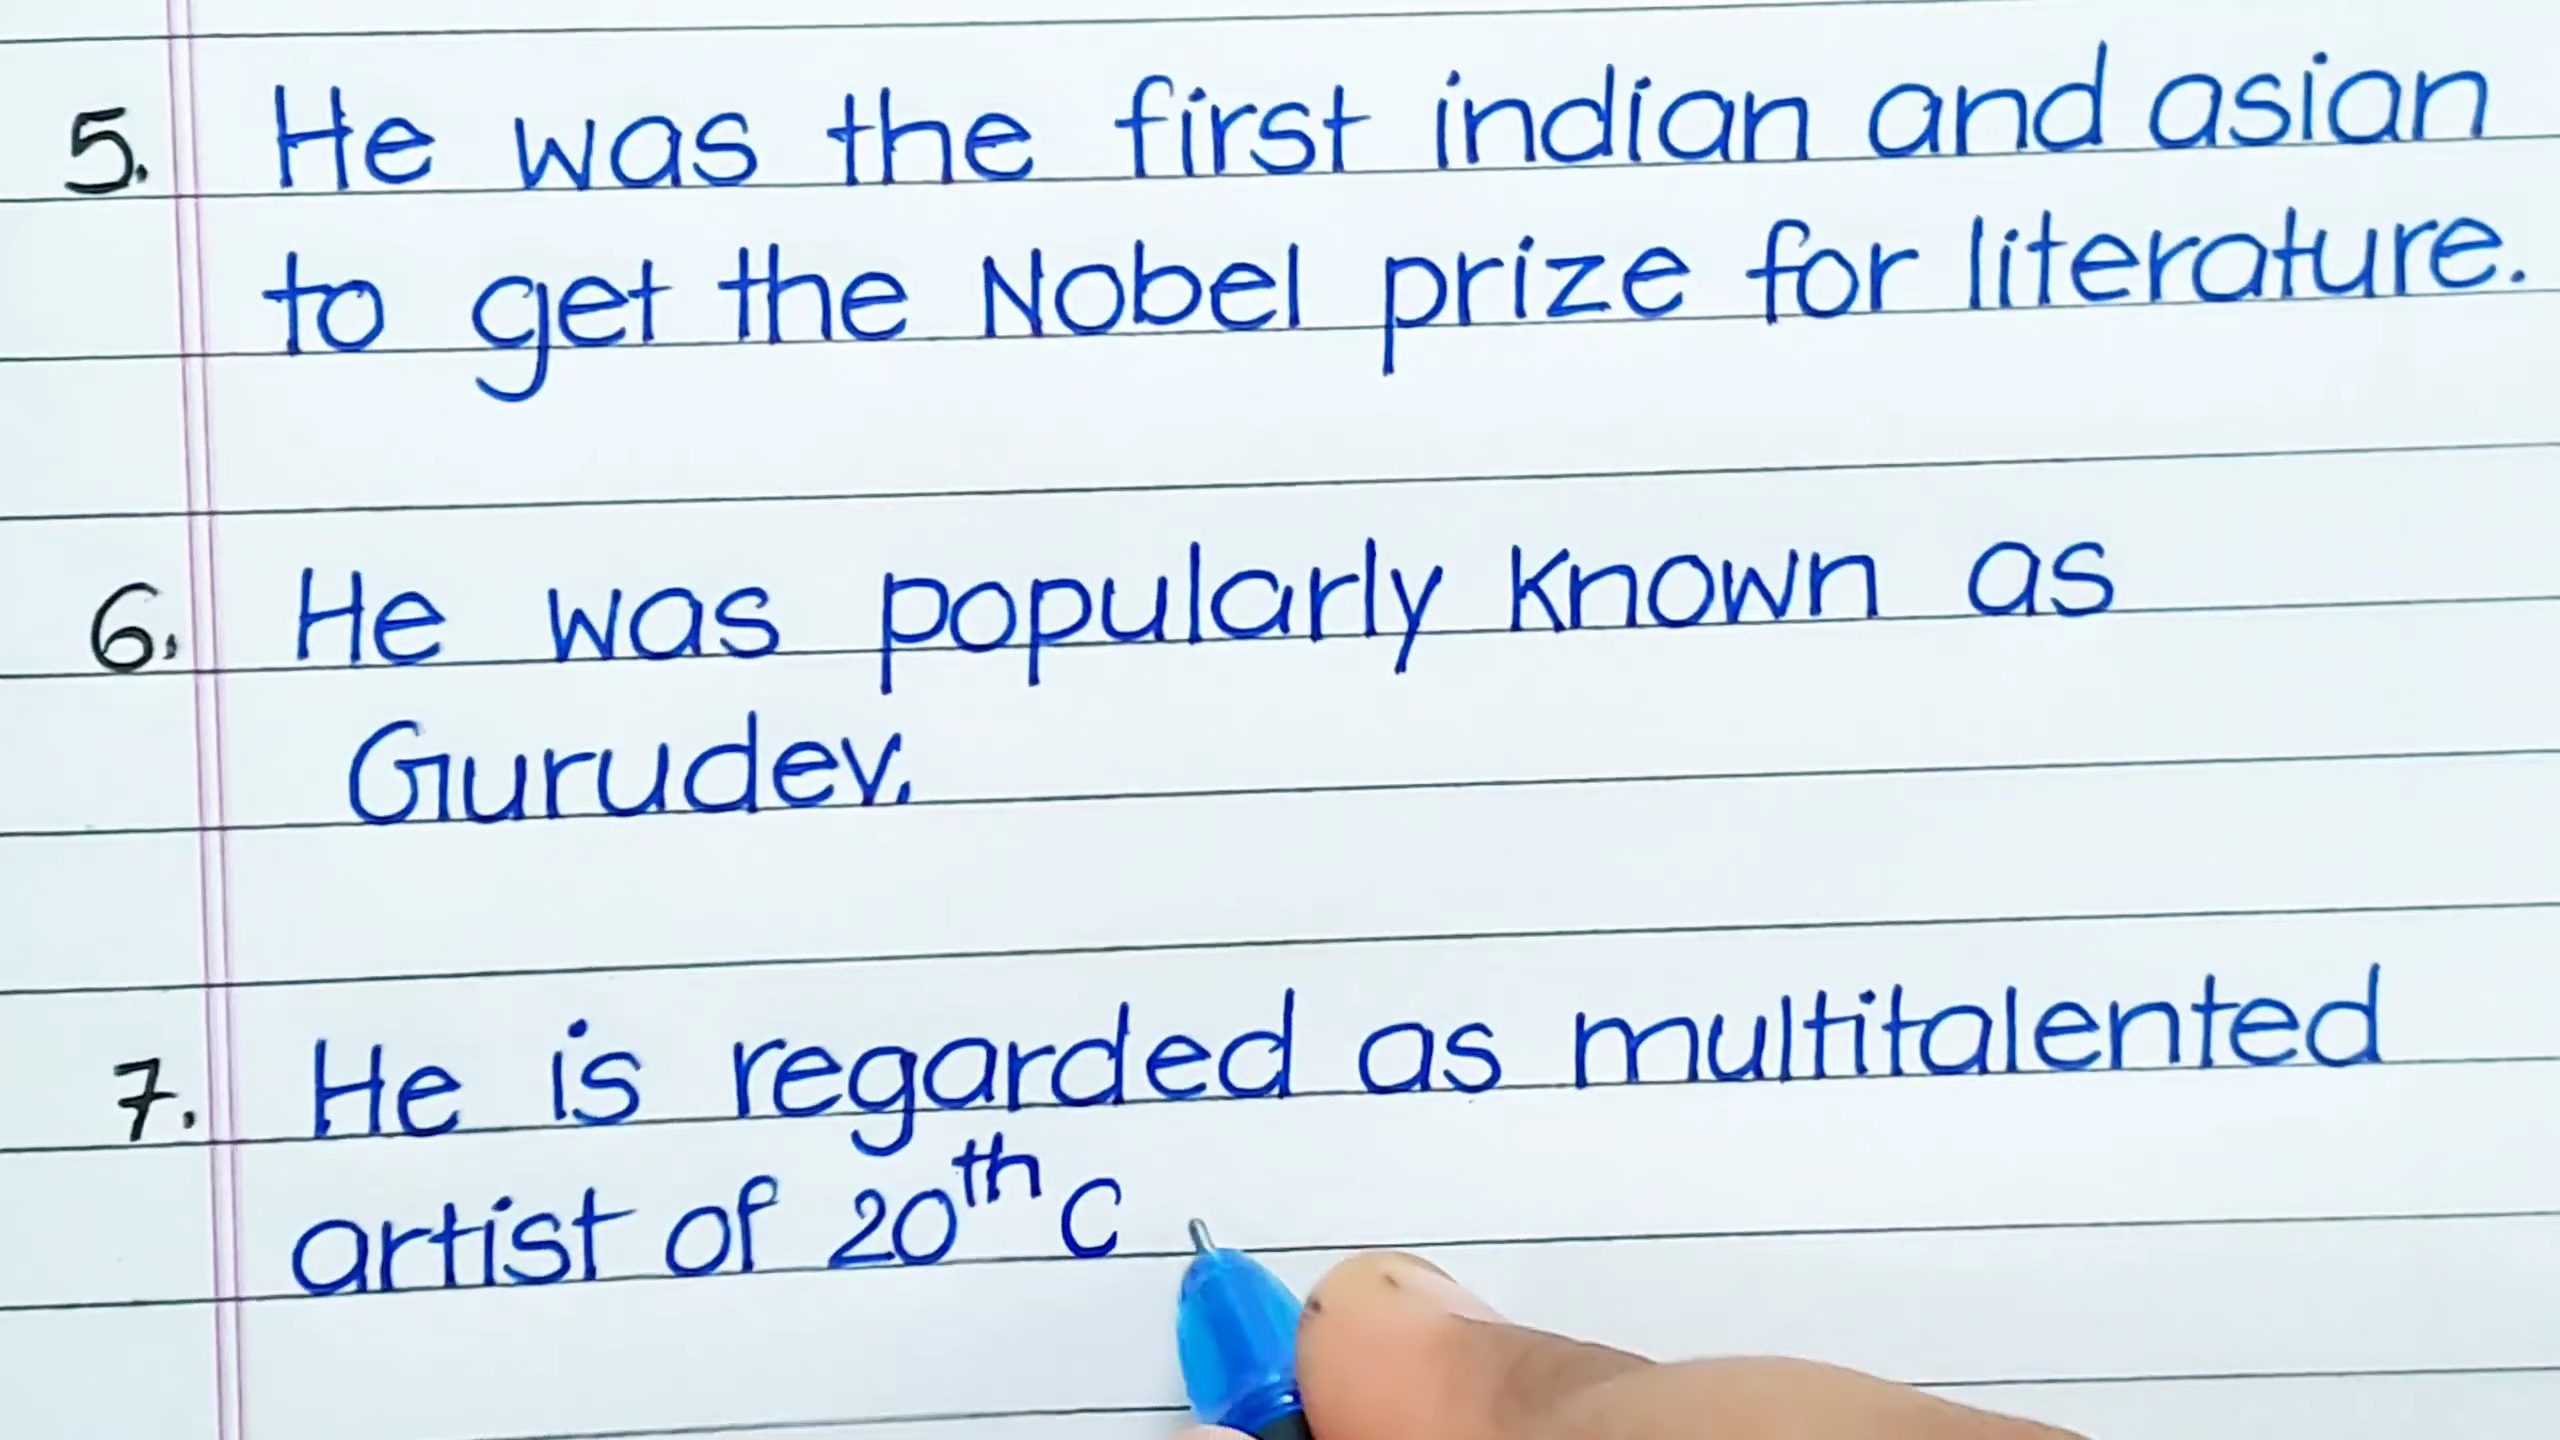 5. He was the first indian and asian
to get the Nobel prize for literature.
6. He was popularly known as
Gurudev.
7. He is regarded as multitalented
artist of 20th C